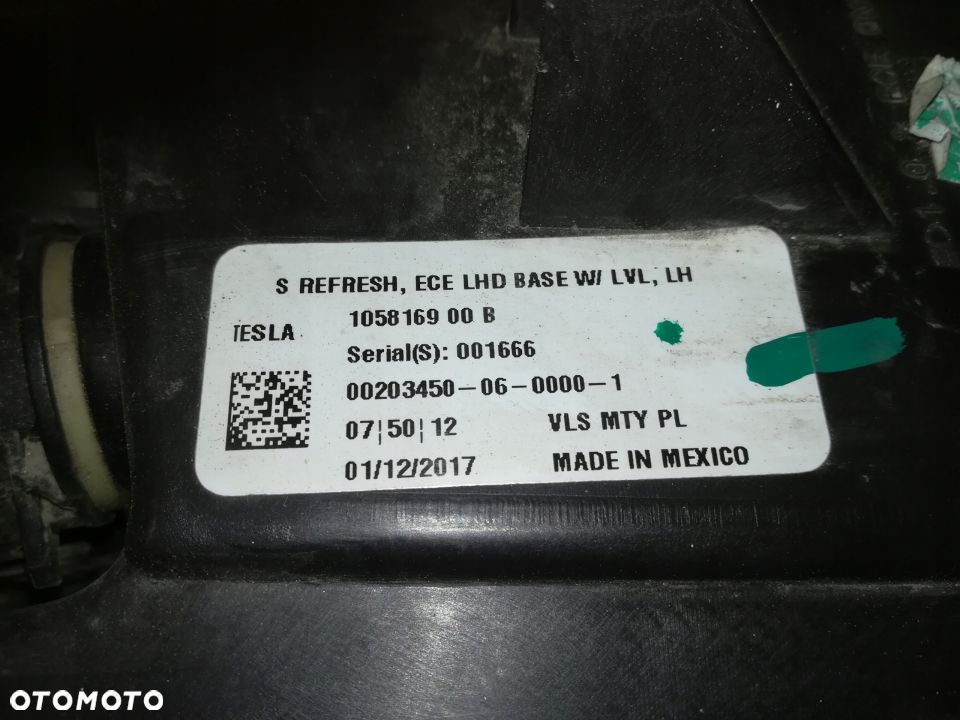 S REFRESH, ECE LHD BASE W/ LVL, LH
TESLA
1058169 00 B
Serial(S): 001666
00203450-06-0000-1
07¦50¦12
VLS MTY PL
01/12/2017
MADE IN MEXICO
OTOMOTO